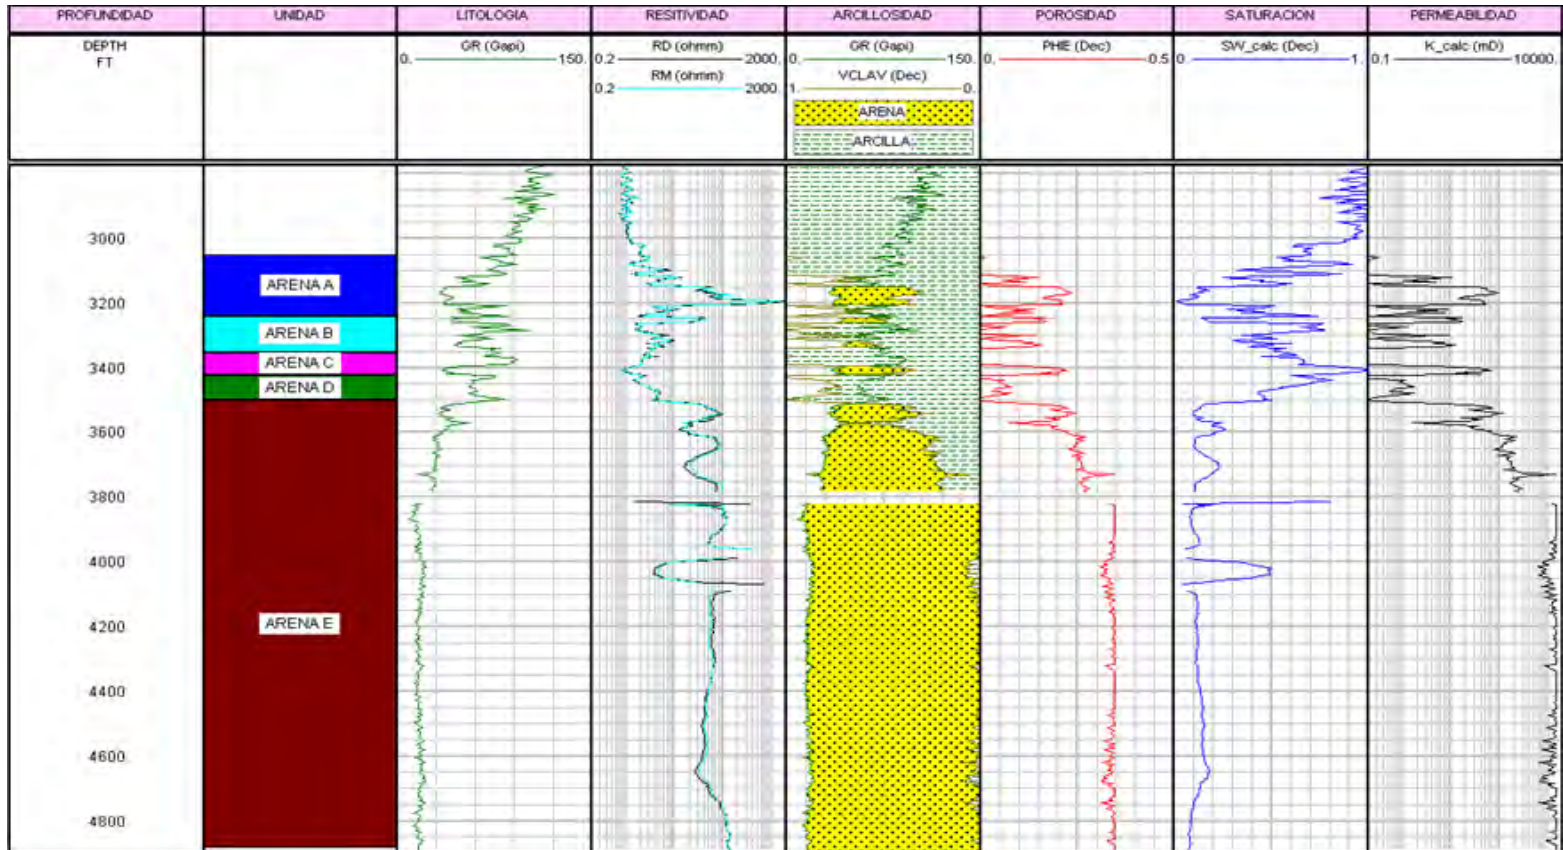 PROFUNDIDAD UNIDAD LITOLOGIA RESITIVIDAD ARCILLOSIDAD POROSIDAD SATURACION PERMEABILIDAD
DEPTH GR (Gapi) RD (ohmm) GR (Gapi) PHIE (Dec) SW_calc (Dec) K_calc (mD)
FT 0. 150. 0.2 2000. 0. 150. 0.5 0. 1. 0.1 10000.
RM (ohmm) VCLAV (Dec)
0.2 2000. 1. 0.
ARENA
ARCILLA
3000
ARENA A
3200
ARENA B
ARENA C
3400
ARENA D
3600
3800
4000
4200 ARENA E
4400
4600
4800